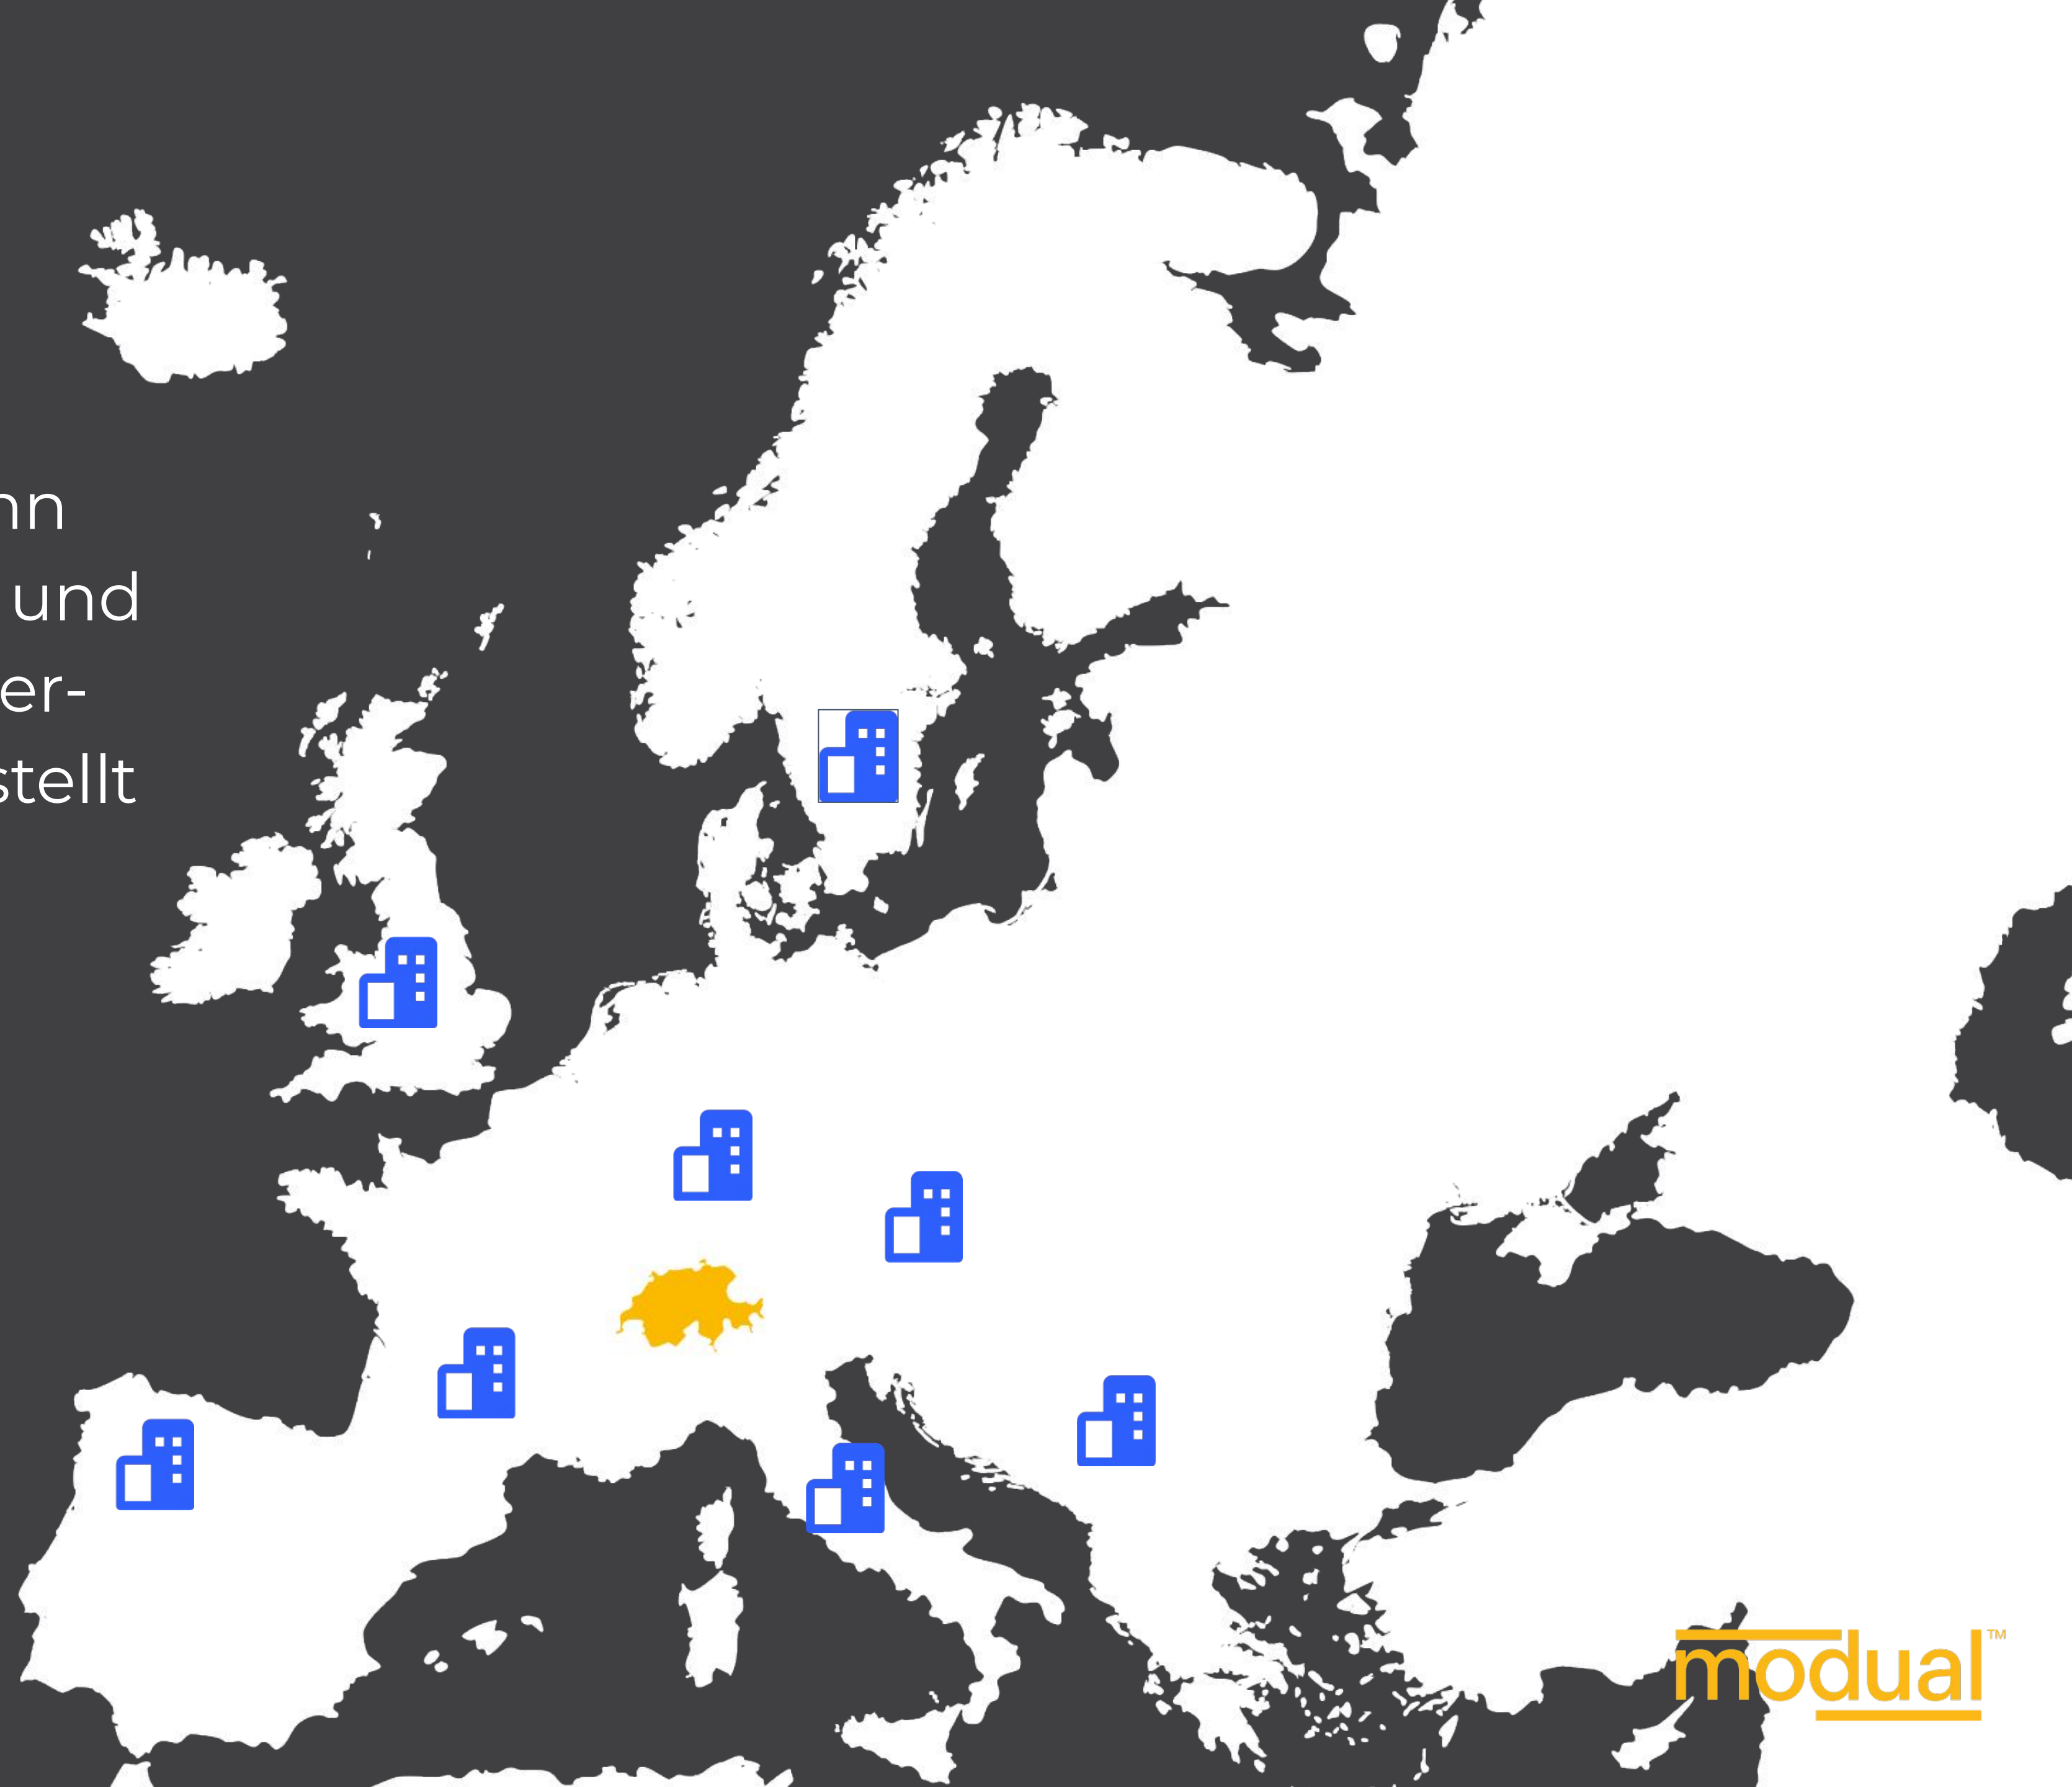 nn
und
er-
stellt
modual™